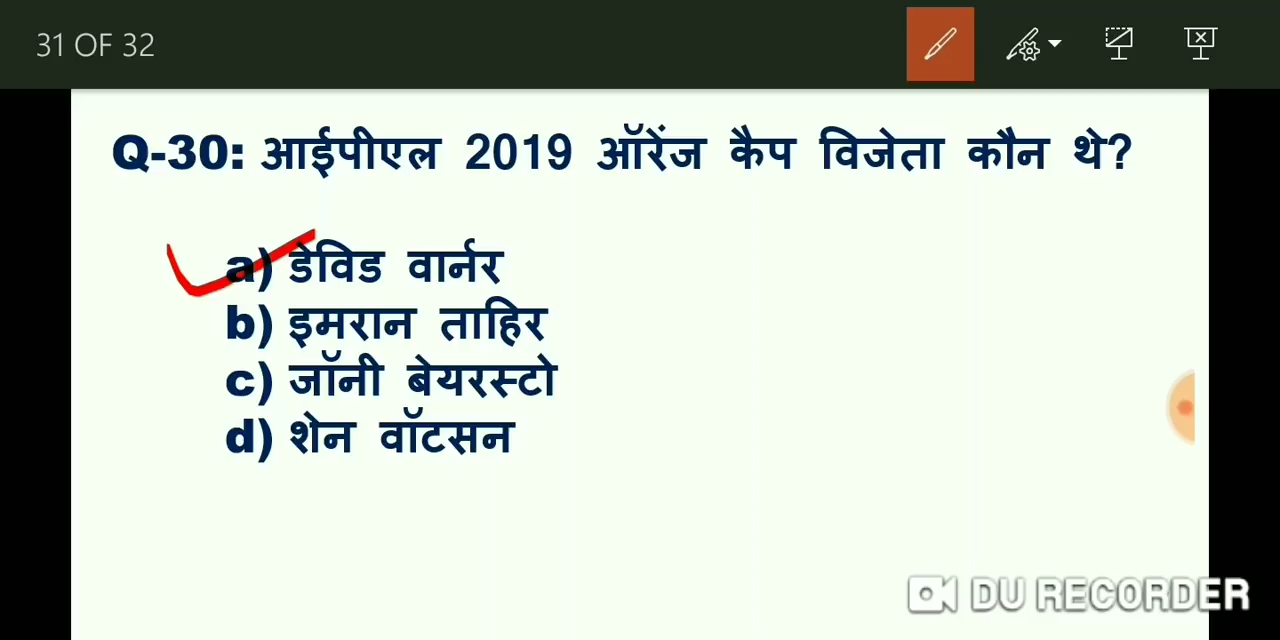 31 OF 32
Q-30: आईपीएल 2019 ऑरेंज कैप विजेता कौन थे?
a) डेविड वार्नर
b) इमरान ताहिर
c) जॉनी बेयरस्टो
d) शेन वॉटसन
DU RECORDER